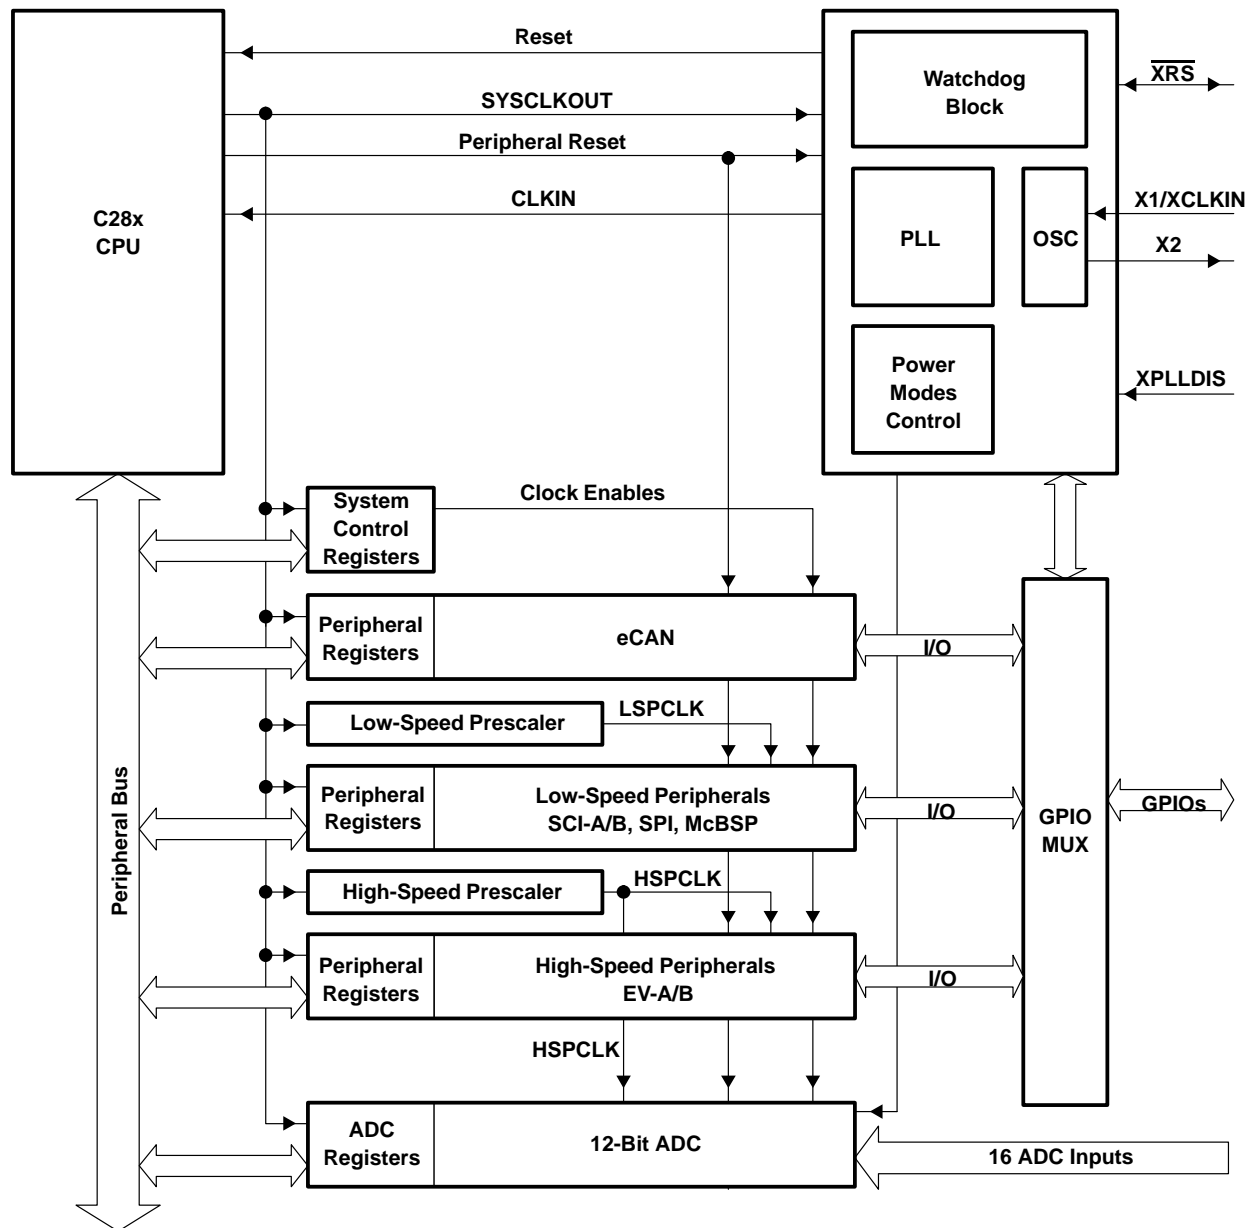 Reset
Watchdog
Block
XRS
SYSCLKOUT
Peripheral Reset
C28x
CPU
CLKIN
PLL
OSC
X1/XCLKIN
X2
Power
Modes
Control
XPLLDIS
System
Control
Registers
Clock Enables
Peripheral
Registers
eCAN
I/O
Low-Speed Prescaler
LSPCLK
Peripheral Bus
Peripheral
Registers
Low-Speed Peripherals
SCI-A/B, SPI, McBSP
I/O
GPIO
MUX
GPIOs
High-Speed Prescaler
HSPCLK
Peripheral
Registers
High-Speed Peripherals
EV-A/B
I/O
HSPCLK
ADC
Registers
12-Bit ADC
16 ADC Inputs